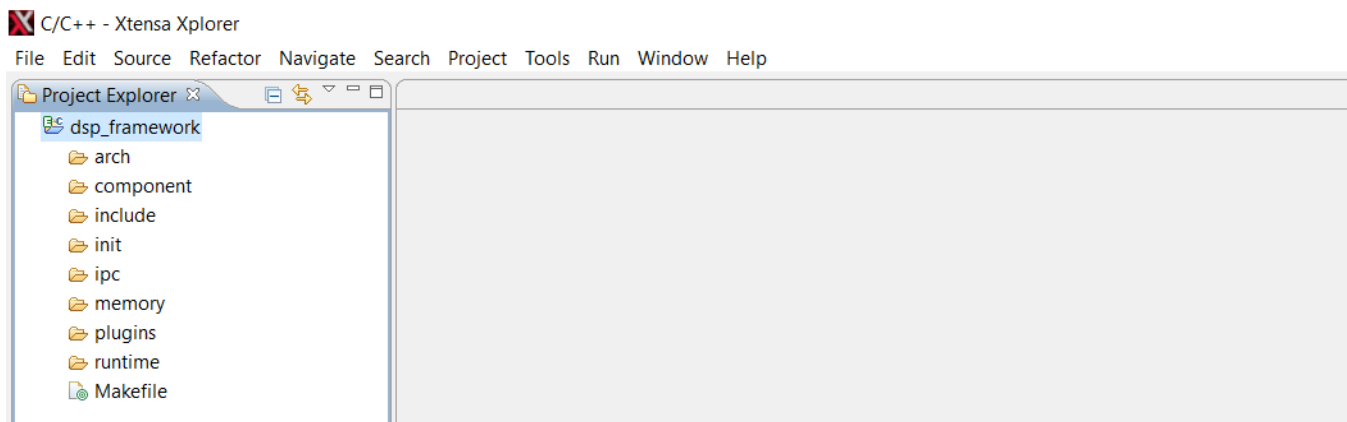 C/C++ - Xtensa Xplorer
File Edit Source Refactor Navigate Search Project Tools Run Window Help
Project Explorer
dsp_framework
arch
component
include
init
ipc
memory
plugins
runtime
Makefile